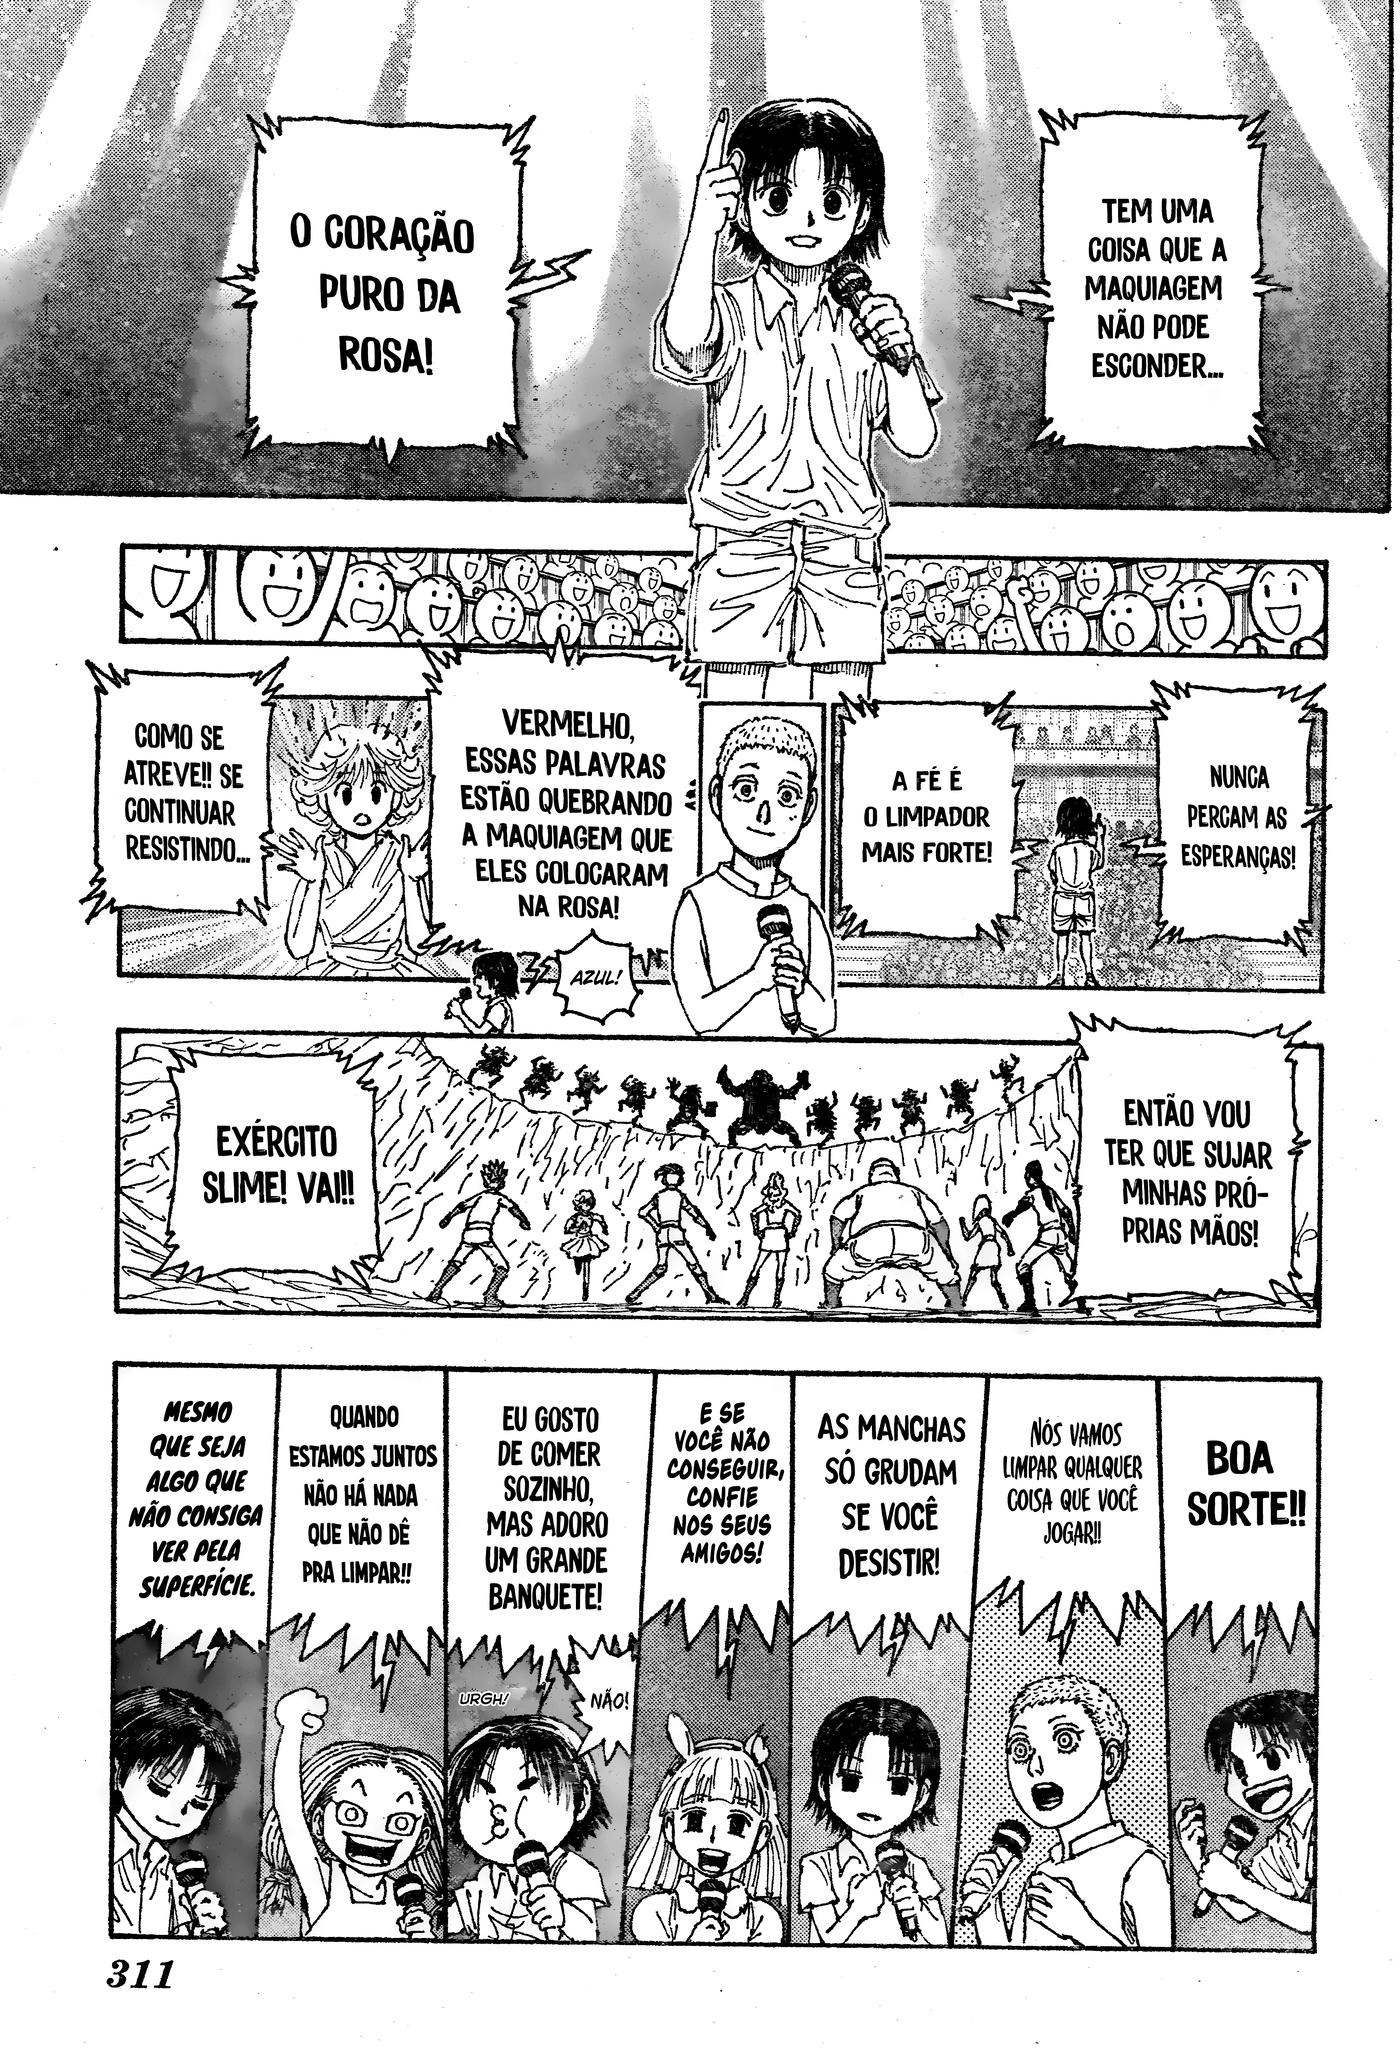 TEM UMA
COISA QUE A
MAQUIAGEM
NÃO PODE
ESCONDER...
O CORAÇÃO
PURO DA
ROSA!
NUNCA
PERCAM AS
ESPERANÇAS!
A FÉ É
O LIMPADOR
MAIS FORTE!
VERMELHO,
ESSAS PALAVRAS
ESTÃO QUEBRANDO
A MAQUIAGEM QUE
ELES COLOCARAM
NA ROSA!
AZUL!
COMO SE
ATREVE!! SE
CONTINUAR
RESISTINDO...
ENTÃO VOU
TER QUE SUJAR
MINHAS PRÓ-
PRIAS MÃOS!
EXÉRCITO
SLIME! VAI!!
BOA
SORTE!!
NÓS VAMOS
LIMPAR QUALQUER
COISA QUE VOCÊ
JOGAR!!
AS MANCHAS
SÓ GRUDAM
SE VOCÊ
DESISTIR!
E SE
VOCÊ NÃO
CONSEGUIR,
CONFIE
NOS SEUS
AMIGOS!
EU GOSTO
DE COMER
SOZINHO,
MAS ADORO
UM GRANDE
BANQUETE!
NÃO!
URGH!
QUANDO
ESTAMOS JUNTOS
NÃO HÁ NADA
QUE NÃO DÊ
PRA LIMPAR!!
MESMO
QUE SEJA
ALGO QUE
NÃO CONSIGA
VER PELA
SUPERFÍCIE.
311